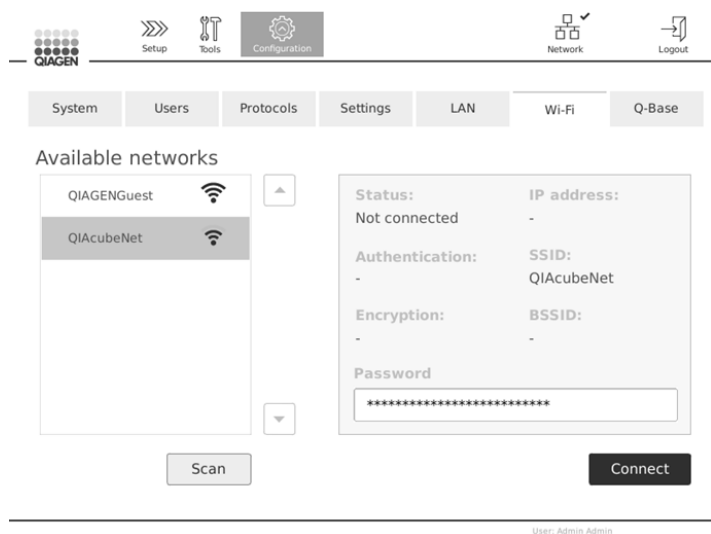 QIAGEN
Setup
Tools
Configuration
Network
Logout
System Users Protocols Settings LAN Wi-Fi Q-Base
Available networks
QIAGENGuest
QIAcubeNet
Status: IP address:
Not connected -
Authentication: SSID:
- QIAcubeNet
Encryption: BSSID:
- -
Password
**************************
Scan
Connect
User: Admin Admin